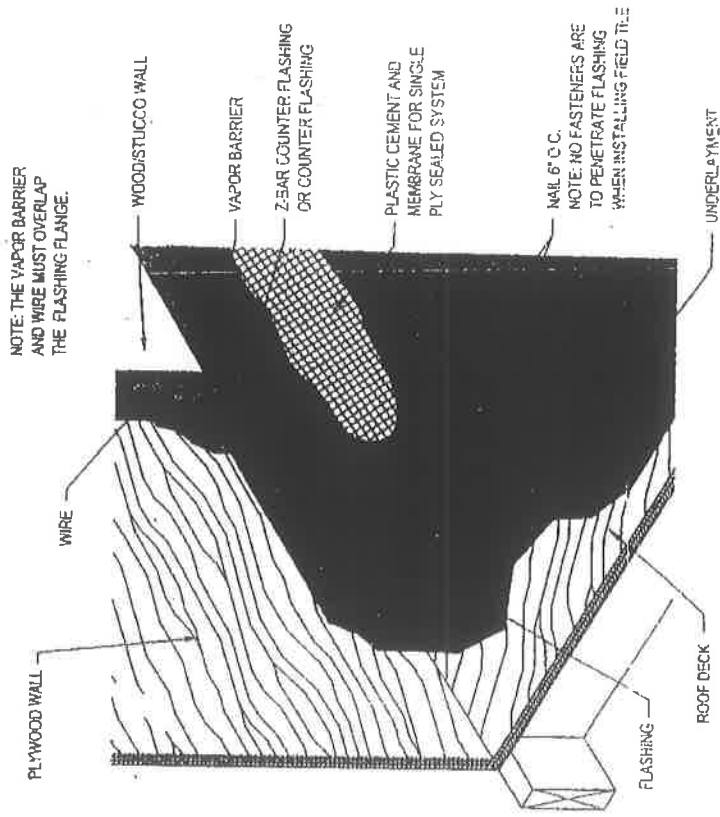 NOTE: THE VAPOR BARRIER
AND WIRE MUST OVERLAP
THE FLASHING FLANGE.
WOOD/STUCCO WALL
WIRE
PLYWOOD WALL
VAPOR BARRIER
Z-BAR COUNTER FLASHING
OR COUNTER FLASHING
PLASTIC CEMENT AND
MEMBRANE FOR SINGLE
PLY SEALED SYSTEM
NAIL 6" O.C.
NOTE: NO FASTENERS ARE
TO PENETRATE FLASHING
WHEN INSTALLING FIELD TILE
UNDERLAYMENT
FLASHING
ROOF DECK